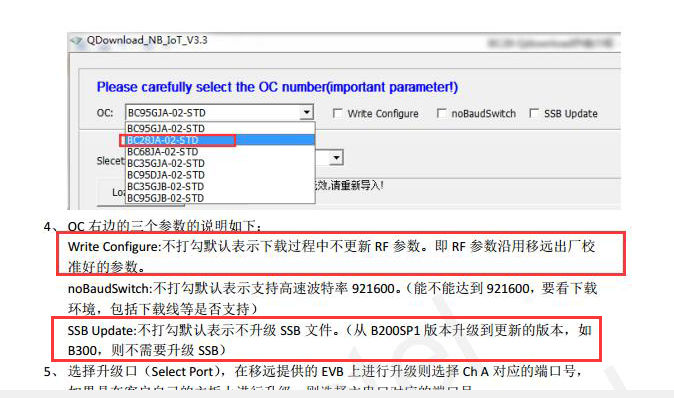 QDownload_NB_IoT_V3.3
Please carefully select the OC number(important parameter!)
OC: BC95GJA-02-STD Write Configure noBaudSwitch SSB Update
BC95GJA-02-STD
BC28JA-02-STD
BC68JA-02-STD
Slecet
BC35GJA-02-STD
BC95DJA-02-STD
BC35GJB-02-STD
Loa 效,请重新导入!
BC95GJB-02-STD
4、 OC 右边的三个参数的说明如下:
Write Configure:不打勾默认表示下载过程中不更新 RF 参数。即 RF 参数沿用移远出厂校
准好的参数。
noBaudSwitch:不打勾默认表示支持高速波特率 921600。(能不能达到 921600,要看下载
环境,包括下载线等是否支持)
SSB Update:不打勾默认表示不升级 SSB 文件。(从 B200SP1 版本升级到更新的版本,如
B300,则不需要升级 SSB)
5、 选择升级口(Select Port),在移远提供的 EVB 上进行升级则选择 Ch A 对应的端口号,